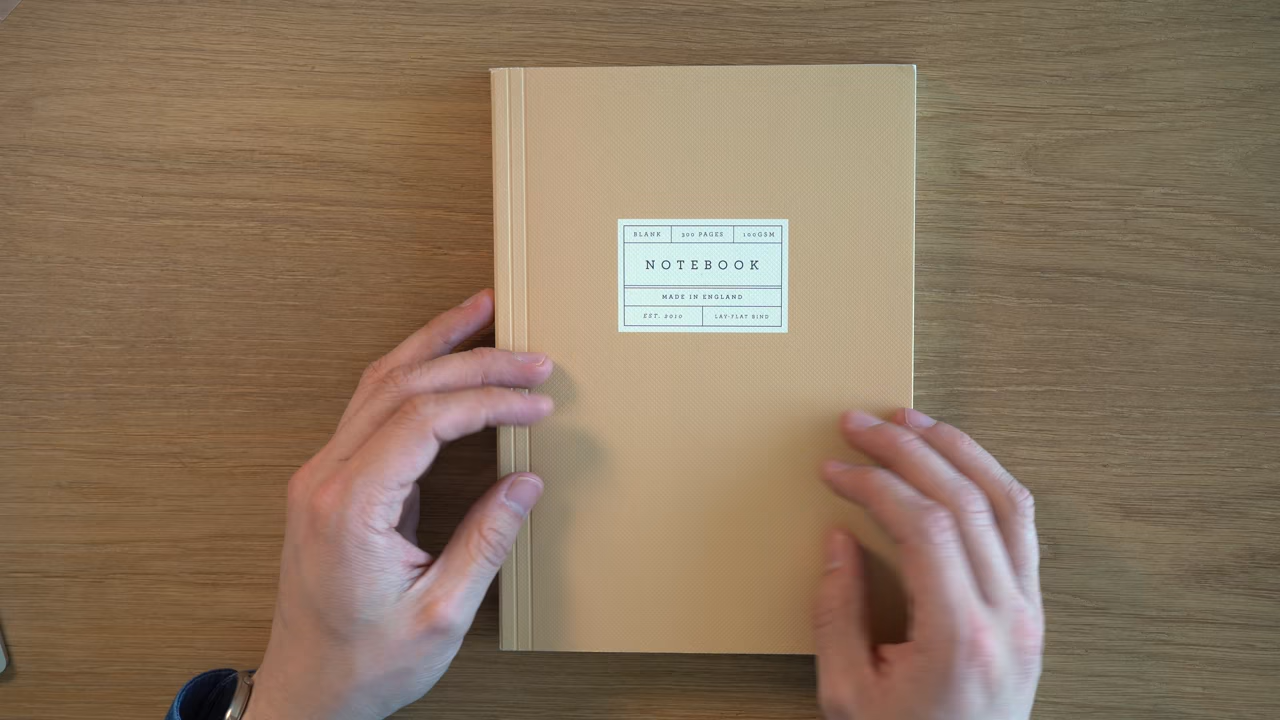 BLANK 300 PAGES 100GSM
NOTEBOOK
MADE IN ENGLAND
EST. 2010 LAY-FLAT BIND